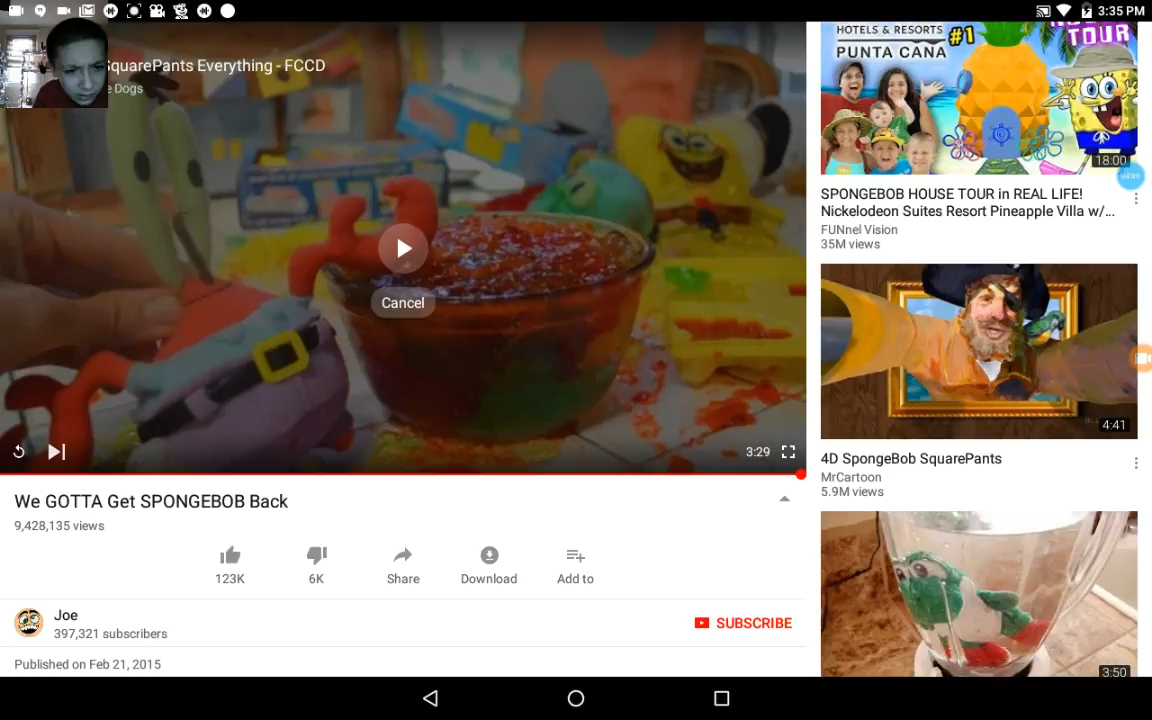 3:35 PM
SquarePants Everything - FCCD
Dogs
Cancel
3:29
We GOTTA Get SPONGEBOB Back
9,428,135 views
123K
6K
Share
Download
Add to
Joe
397,321 subscribers
SUBSCRIBE
Published on Feb 21, 2015
HOTELS & RESORTS
#1
PUNTA CANA
TOUR
18:00
SPONGEBOB HOUSE TOUR in REAL LIFE!
Nickelodeon Suites Resort Pineapple Villa w/...
FUNnel Vision
35M views
4:41
4D SpongeBob SquarePants
MrCartoon
5.9M views
3:50